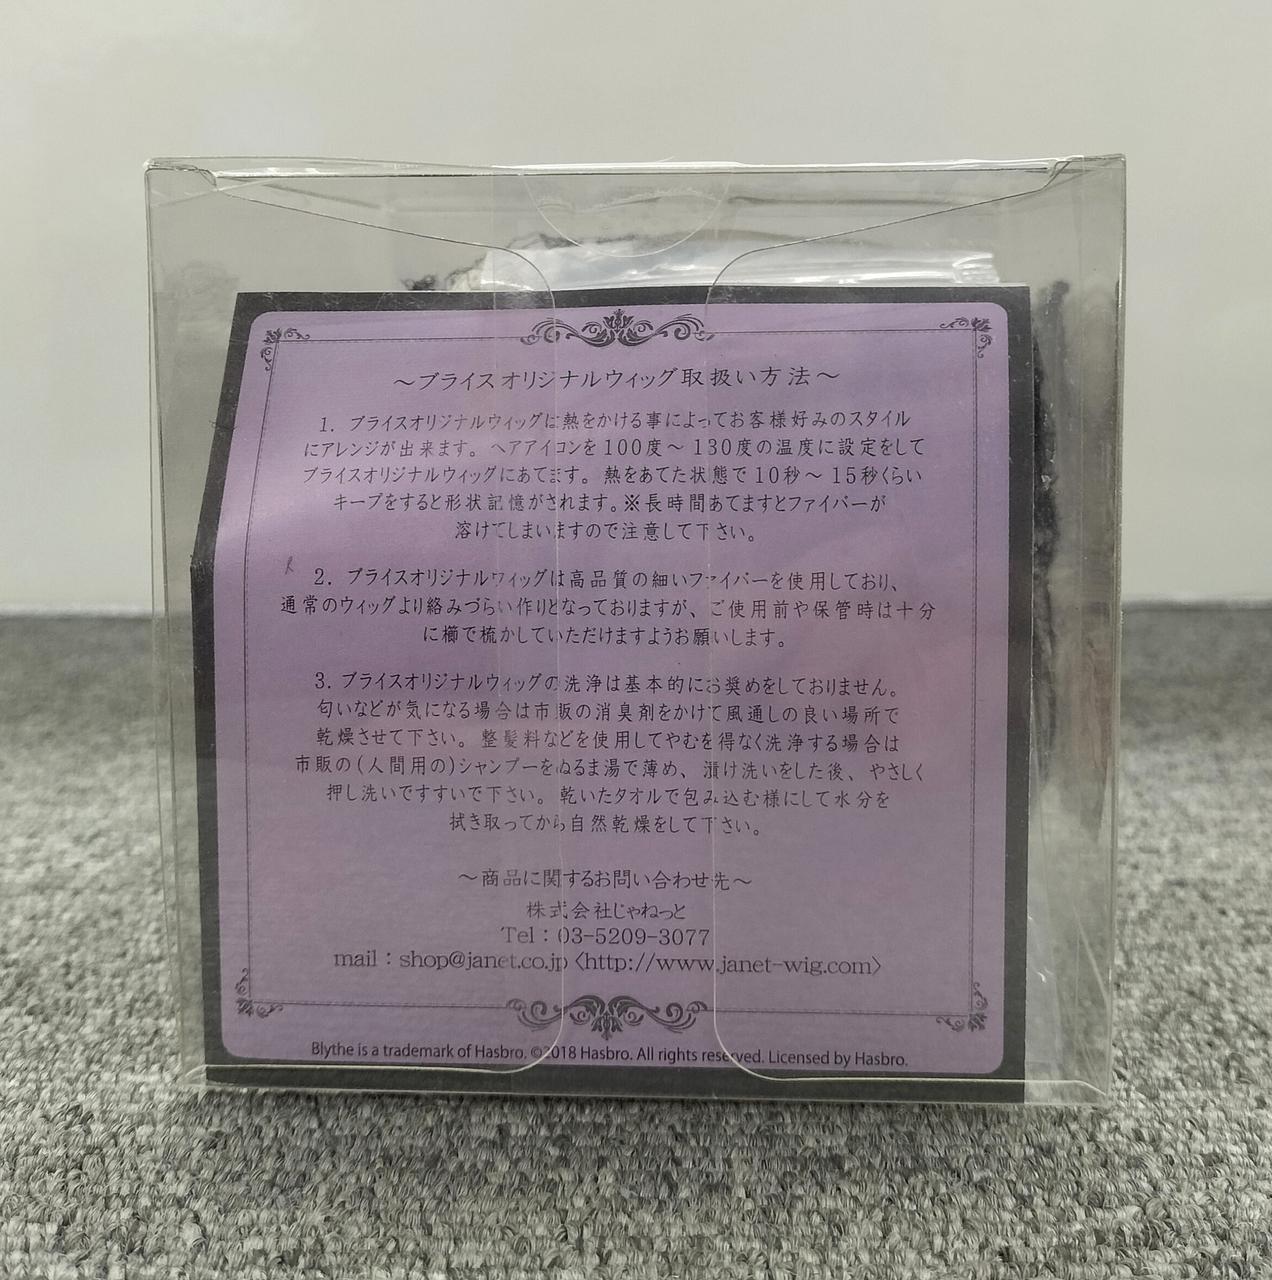 ～ブライスオリジナルウィッグ取扱い方法～
1. ブライスオリジナルウィッグに熱をかける事によってお客様好みのスタイル
にアレンジが出来ます。ヘアアイコンを100度～130度の温度に設定をして
ブライスオリジナルウィッグにあてます。熱をあてた状態で10秒～15秒くらい
キープをすると形状記憶がされます。※長時間あてますとファイバーが
溶けてしまいますので注意して下さい。
2. ブライスオリジナルウィッグは高品質の細いファイバーを使用しており、
通常のウィッグより絡みづらい作りとなっておりますが、ご使用前や保管時は十分
に櫛で梳かしていただけますようお願いします。
3. ブライスオリジナルウィッグの洗浄は基本的にお奨めをしておりません。
匂いなどが気になる場合は市販の消臭剤をかけて風通しの良い場所で
乾燥させて下さい。整髪料などを使用してやむを得なく洗浄する場合は
市販の(人間用の)シャンプーをぬるま湯で薄め、漬け洗いをした後、やさしく
押し洗いですすいで下さい。乾いたタオルで包み込む様にして水分を
拭き取ってから自然乾燥をして下さい。
～商品に関するお問い合わせ先～
株式会社じゃねっと
Tel：03-5209-3077
mail：shop@janet.co.jp〈http://www.janet-wig.com〉
Blythe is a trademark of Hasbro. ©2018 Hasbro. All rights reserved. Licensed by Hasbro.